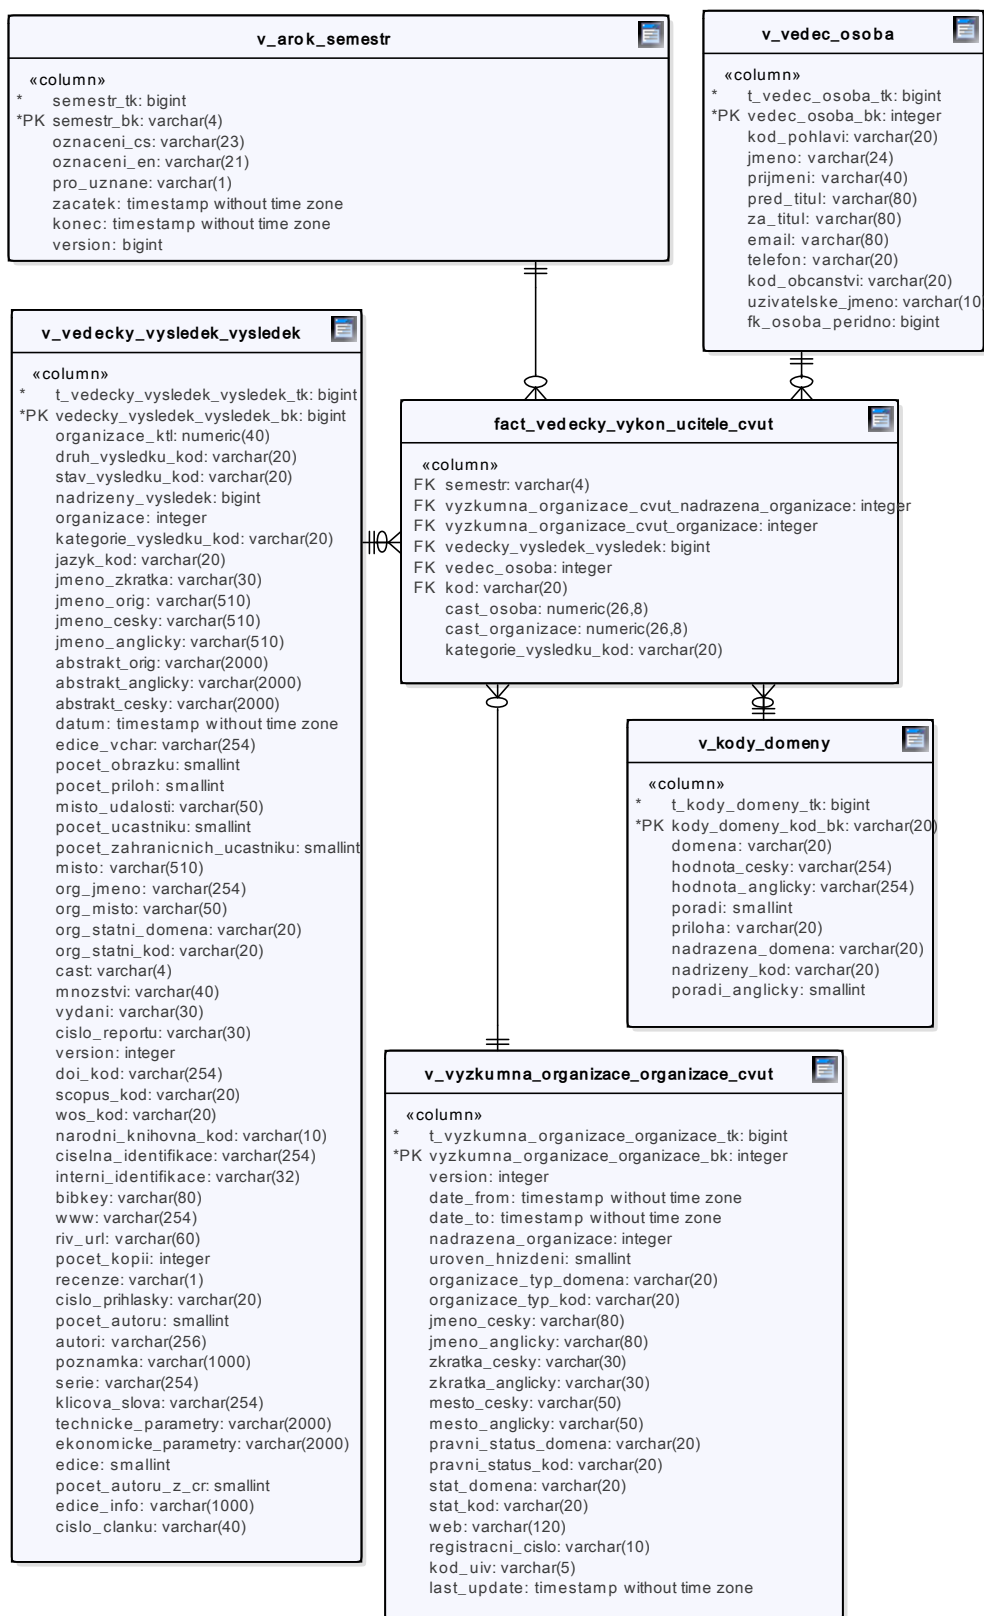 v_arok_semestr
«column»
* semestr_tk: bigint
*PK semestr_bk: varchar(4)
oznaceni_cs: varchar(23)
oznaceni_en: varchar(21)
pro_uznane: varchar(1)
zacatek: timestamp without time zone
konec: timestamp without time zone
version: bigint
v_vedec_osoba
«column»
* t_vedec_osoba_tk: bigint
*PK vedec_osoba_bk: integer
kod_pohlavi: varchar(20)
jmeno: varchar(24)
prijmeni: varchar(40)
pred_titul: varchar(80)
za_titul: varchar(80)
email: varchar(80)
telefon: varchar(20)
kod_obcanstvi: varchar(20)
uzivatelske_jmeno: varchar(10
fk_osoba_peridno: bigint
v_vedecky_vysledek_vysledek
«column»
* t_vedecky_vysledek_vysledek_tk: bigint
*PK vedecky_vysledek_vysledek_bk: bigint
organizace_ktl: numeric(40)
druh_vysledku_kod: varchar(20)
stav_vysledku_kod: varchar(20)
nadrizeny_vysledek: bigint
organizace: integer
kategorie_vysledku_kod: varchar(20)
jazyk_kod: varchar(20)
jmeno_zkratka: varchar(30)
jmeno_orig: varchar(510)
jmeno_cesky: varchar(510)
jmeno_anglicky: varchar(510)
abstrakt_orig: varchar(2000)
abstrakt_anglicky: varchar(2000)
abstrakt_cesky: varchar(2000)
datum: timestamp without time zone
edice_vchar: varchar(254)
pocet_obrazku: smallint
pocet_priloh: smallint
misto_udalosti: varchar(50)
pocet_ucastniku: smallint
pocet_zahranicnich_ucastniku: smallint
misto: varchar(510)
org_jmeno: varchar(254)
org_misto: varchar(50)
org_statni_domena: varchar(20)
org_statni_kod: varchar(20)
cast: varchar(4)
mnozstvi: varchar(40)
vydani: varchar(30)
cislo_reportu: varchar(30)
version: integer
doi_kod: varchar(254)
scopus_kod: varchar(20)
wos_kod: varchar(20)
narodni_knihovna_kod: varchar(10)
ciselna_identifikace: varchar(254)
interni_identifikace: varchar(32)
bibkey: varchar(80)
www: varchar(254)
riv_url: varchar(60)
pocet_kopii: integer
recenze: varchar(1)
cislo_prihlasky: varchar(20)
pocet_autoru: smallint
autori: varchar(256)
poznamka: varchar(1000)
serie: varchar(254)
klicova_slova: varchar(254)
technicke_parametry: varchar(2000)
ekonomicke_parametry: varchar(2000)
edice: smallint
pocet_autoru_z_cr: smallint
edice_info: varchar(1000)
cislo_clanku: varchar(40)
fact_vedecky_vykon_ucitele_cvut
«column»
FK semestr: varchar(4)
FK vyzkumna_organizace_cvut_nadrazena_organizace: integer
FK vyzkumna_organizace_cvut_organizace: integer
FK vedecky_vysledek_vysledek: bigint
FK vedec_osoba: integer
FK kod: varchar(20)
cast_osoba: numeric(26,8)
cast_organizace: numeric(26,8)
kategorie_vysledku_kod: varchar(20)
v_kody_domeny
«column»
* t_kody_domeny_tk: bigint
*PK kody_domeny_kod_bk: varchar(20)
domena: varchar(20)
hodnota_cesky: varchar(254)
hodnota_anglicky: varchar(254)
poradi: smallint
priloha: varchar(20)
nadrazena_domena: varchar(20)
nadrizeny_kod: varchar(20)
poradi_anglicky: smallint
v_vyzkumna_organizace_organizace_cvut
«column»
* t_vyzkumna_organizace_organizace_tk: bigint
*PK vyzkumna_organizace_organizace_bk: integer
version: integer
date_from: timestamp without time zone
date_to: timestamp without time zone
nadrazena_organizace: integer
uroven_hnizdeni: smallint
organizace_typ_domena: varchar(20)
organizace_typ_kod: varchar(20)
jmeno_cesky: varchar(80)
jmeno_anglicky: varchar(80)
zkratka_cesky: varchar(30)
zkratka_anglicky: varchar(30)
mesto_cesky: varchar(50)
mesto_anglicky: varchar(50)
pravni_status_domena: varchar(20)
pravni_status_kod: varchar(20)
stat_domena: varchar(20)
stat_kod: varchar(20)
web: varchar(120)
registracni_cislo: varchar(10)
kod_uiv: varchar(5)
last_update: timestamp without time zone